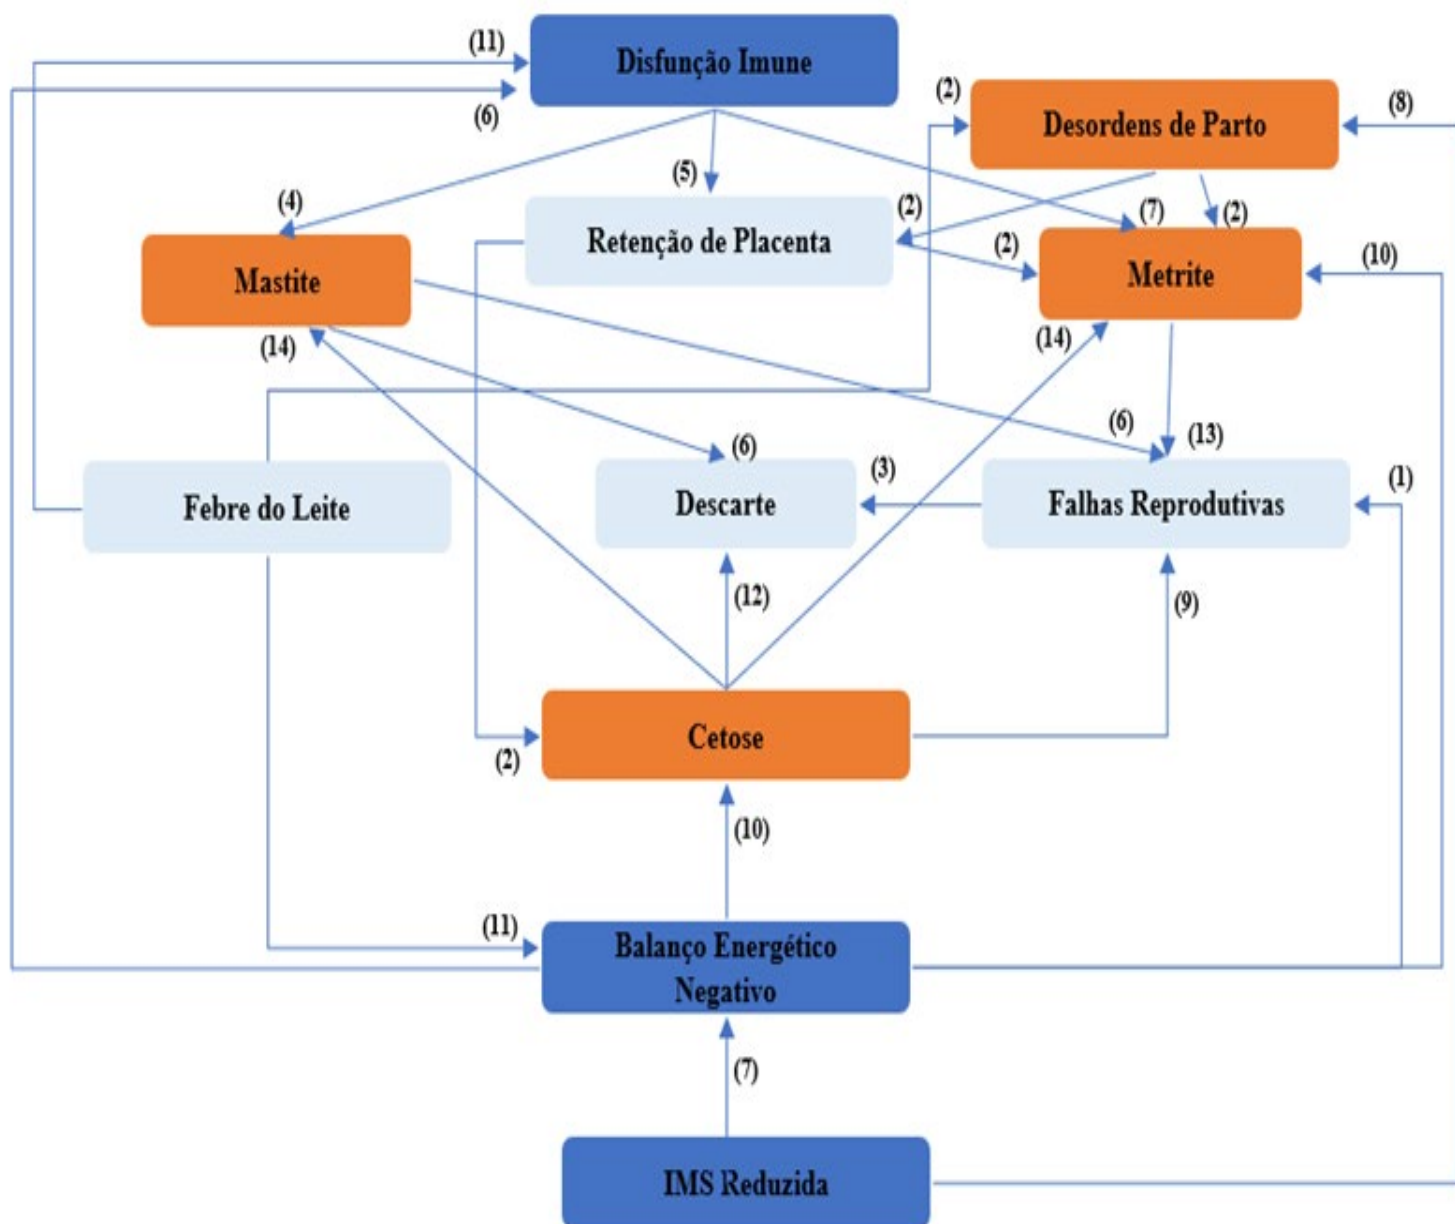 (11)
Disfunção Imune
(6)
(2)
(8)
Desordens de Parto
(5)
(4)
(2)
(7)
(2)
Retenção de Placenta
(2)
(10)
Mastite
Metrite
(14)
(14)
(6)
(6)
(13)
(3)
(1)
Febre do Leite
Descarte
Falhas Reprodutivas
(12)
(9)
Cetose
(2)
(10)
(11)
Balanço Energético
Negativo
(7)
IMS Reduzida